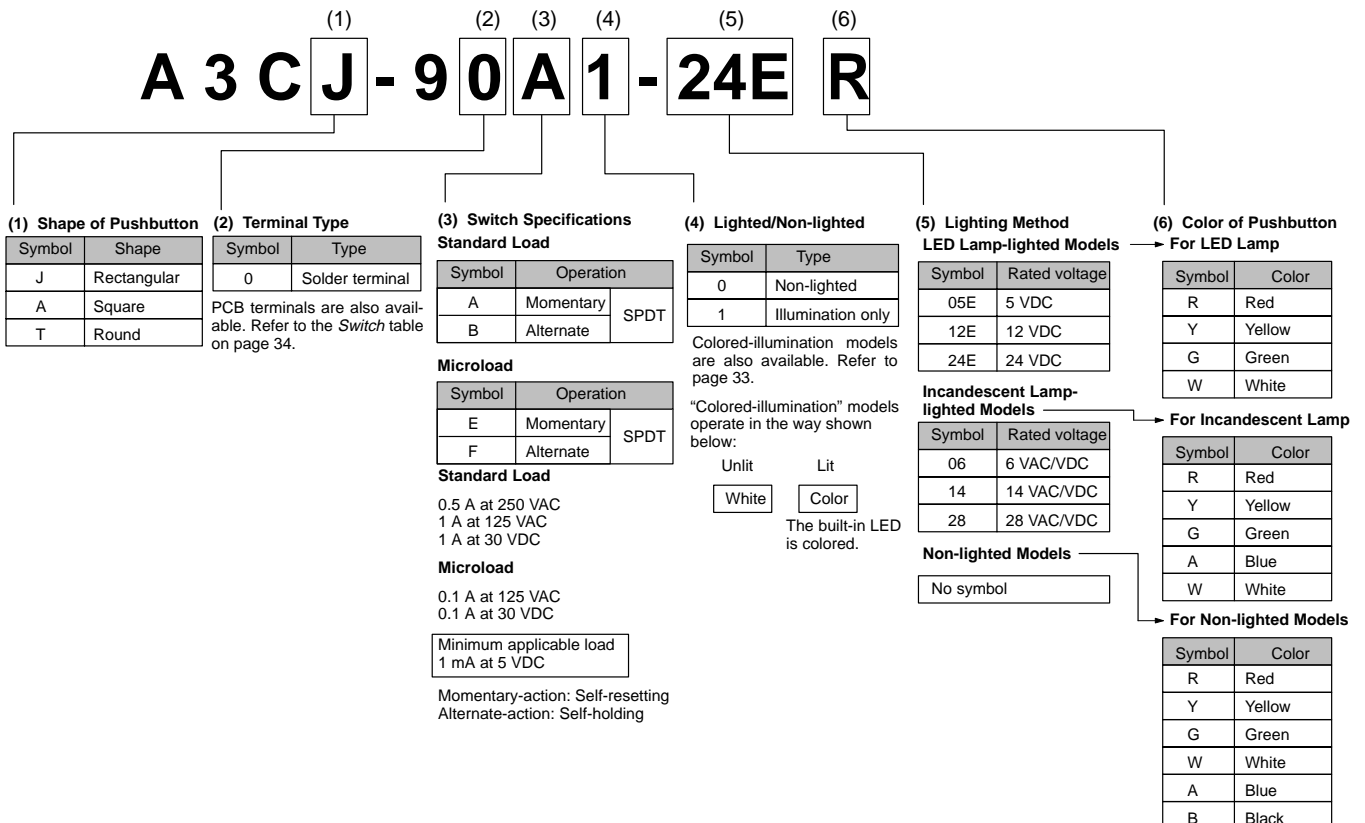 (1) (2) (3) (4) (5) (6)
A 3 C J - 9 0 A 1 - 24E R
(1) Shape of Pushbutton
Symbol Shape
J Rectangular
A Square
T Round
(2) Terminal Type
Symbol Type
0 Solder terminal
PCB terminals are also avail-
able. Refer to the Switch table
on page 34.
(3) Switch Specifications
Standard Load
Symbol Operation
A Momentary SPDT
B Alternate
Microload
Symbol Operation
E Momentary SPDT
F Alternate
Standard Load
0.5 A at 250 VAC
1 A at 125 VAC
1 A at 30 VDC
Microload
0.1 A at 125 VAC
0.1 A at 30 VDC
Minimum applicable load
1 mA at 5 VDC
Momentary-action: Self-resetting
Alternate-action: Self-holding
(4) Lighted/Non-lighted
Symbol Type
0 Non-lighted
1 Illumination only
Colored-illumination models
are also available. Refer to
page 33.
“Colored-illumination” models
operate in the way shown
below:
Unlit Lit
White Color
The built-in LED
is colored.
(5) Lighting Method
LED Lamp-lighted Models
Symbol Rated voltage
05E 5 VDC
12E 12 VDC
24E 24 VDC
Incandescent Lamp-
lighted Models
Symbol Rated voltage
06 6 VAC/VDC
14 14 VAC/VDC
28 28 VAC/VDC
Non-lighted Models
No symbol
(6) Color of Pushbutton
For LED Lamp
Symbol Color
R Red
Y Yellow
G Green
W White
For Incandescent Lamp
Symbol Color
R Red
Y Yellow
G Green
A Blue
W White
For Non-lighted Models
Symbol Color
R Red
Y Yellow
G Green
W White
A Blue
B Black